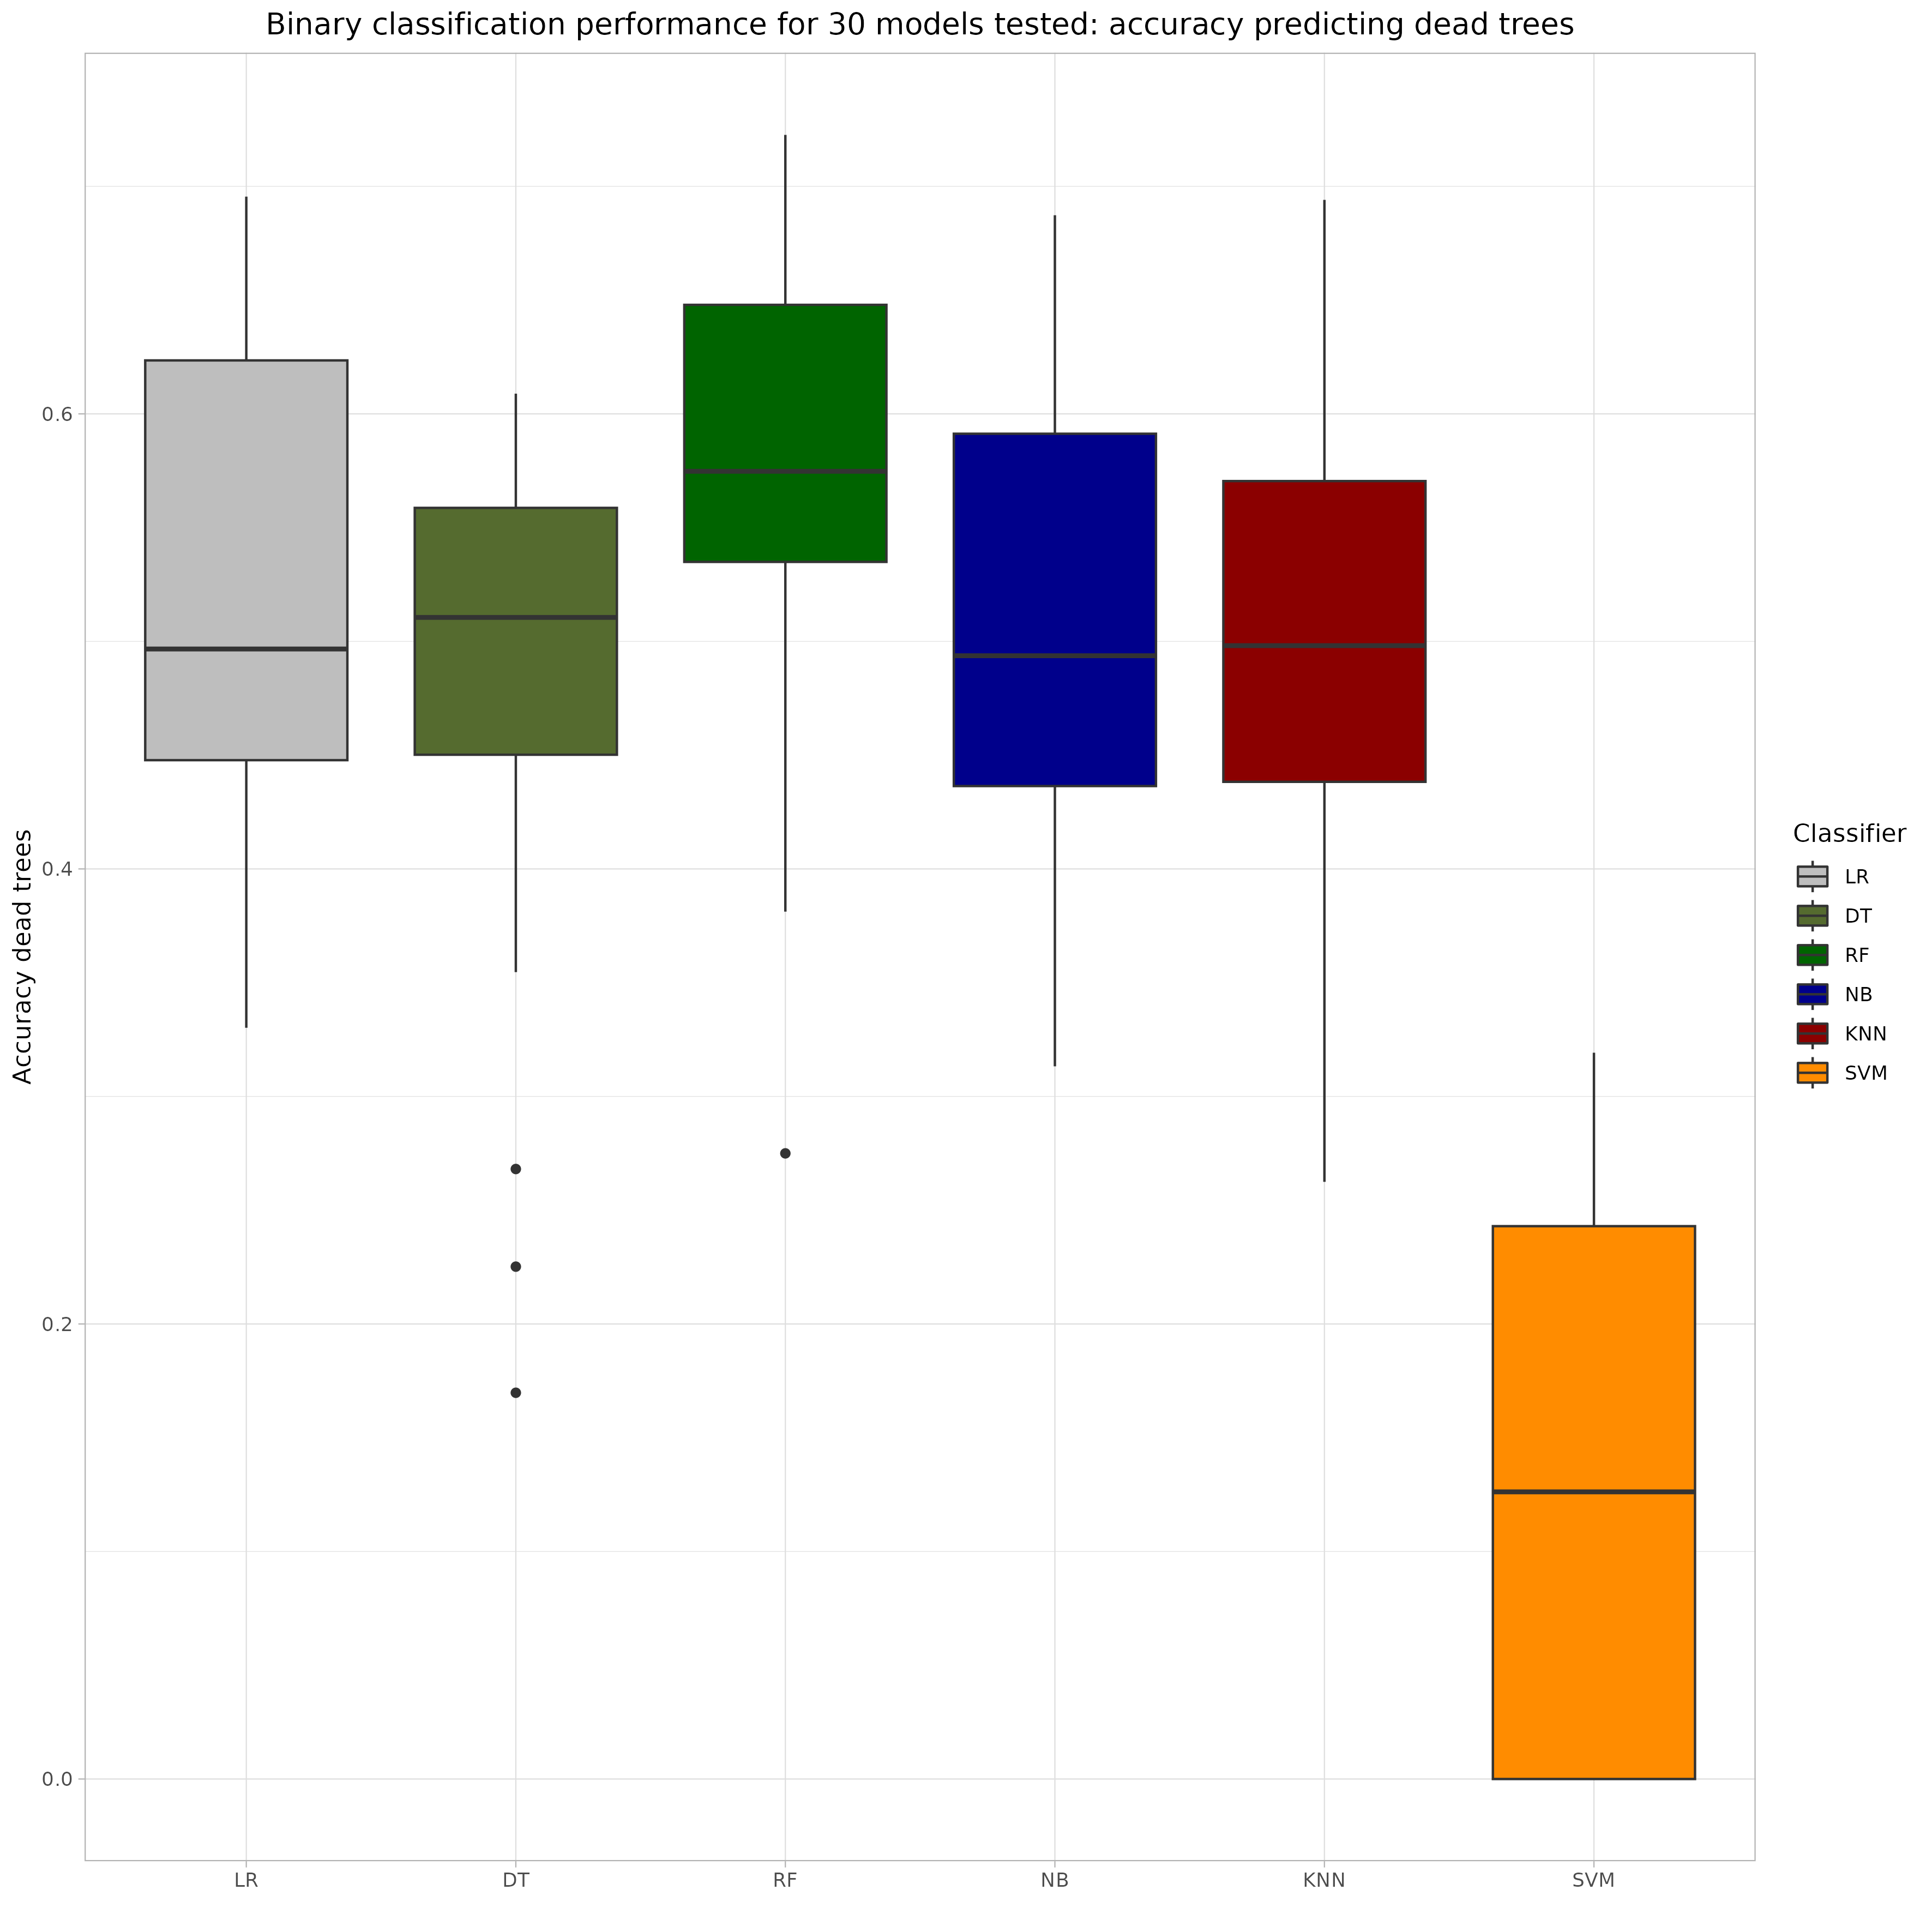 Binary classification performance for 30 models tested: accuracy predicting dead trees
Accuracy dead trees
0.6
0.4
0.2
0.0
LR
DT
RF
NB
KNN
SVM
Classifier
LR
DT
RF
NB
KNN
SVM